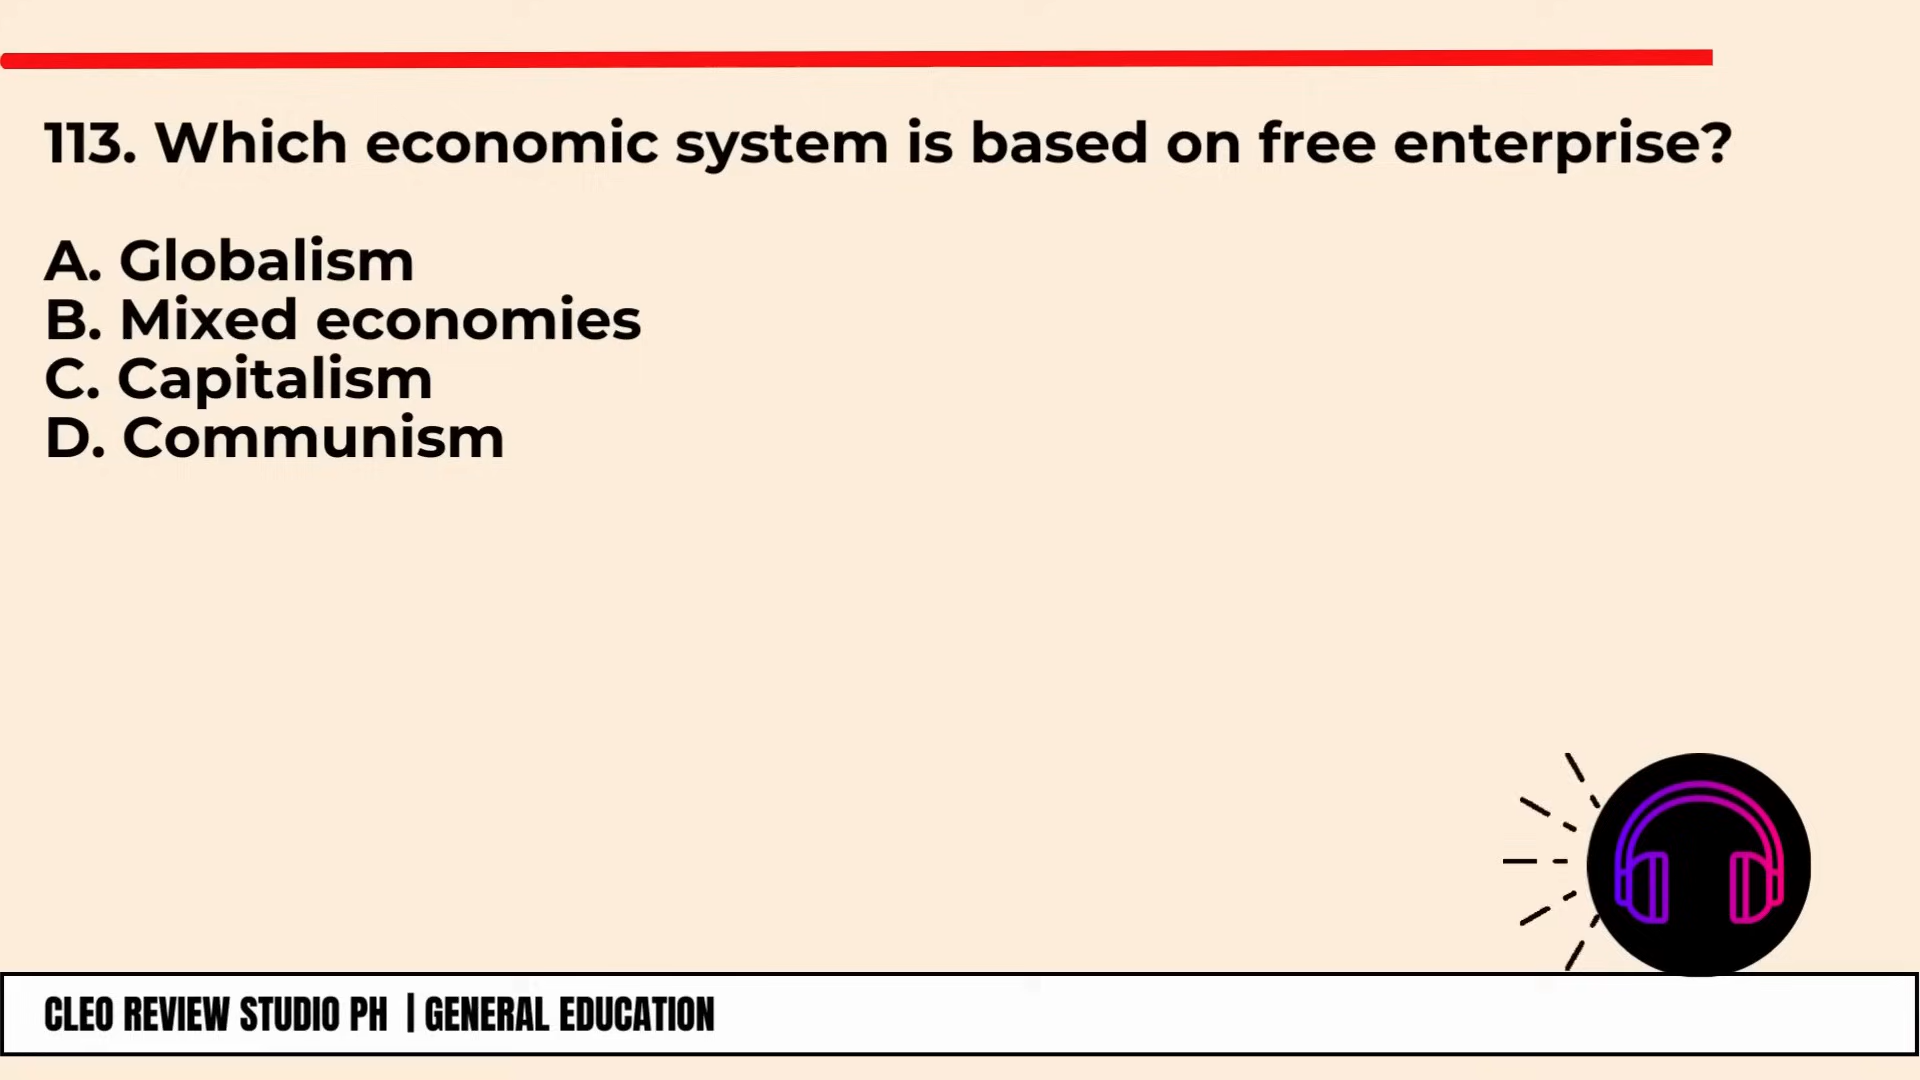 113. Which economic system is based on free enterprise?
A. Globalism
B. Mixed economies
C. Capitalism
D. Communism
CLEO REVIEW STUDIO PH | GENERAL EDUCATION